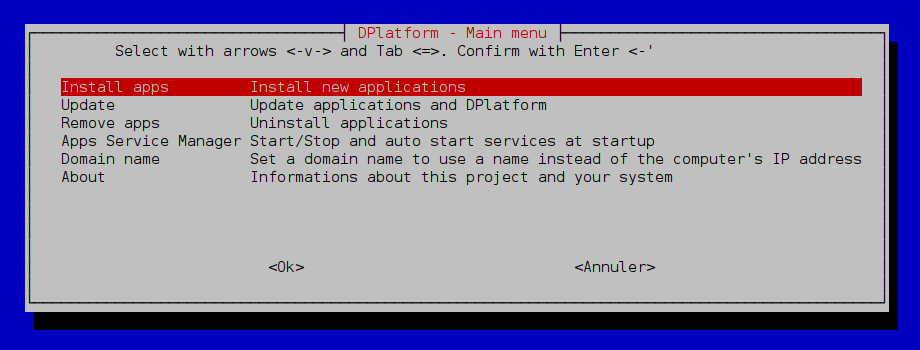 DPlatform - Main menu
Select with arrows <-v-> and Tab <=>. Confirm with Enter <-'
Install apps Install new applications
Update Update applications and DPlatform
Remove apps Uninstall applications
Apps Service Manager Start/Stop and auto start services at startup
Domain name Set a domain name to use a name instead of the computer's IP address
About Informations about this project and your system
<Ok> <Annuler>